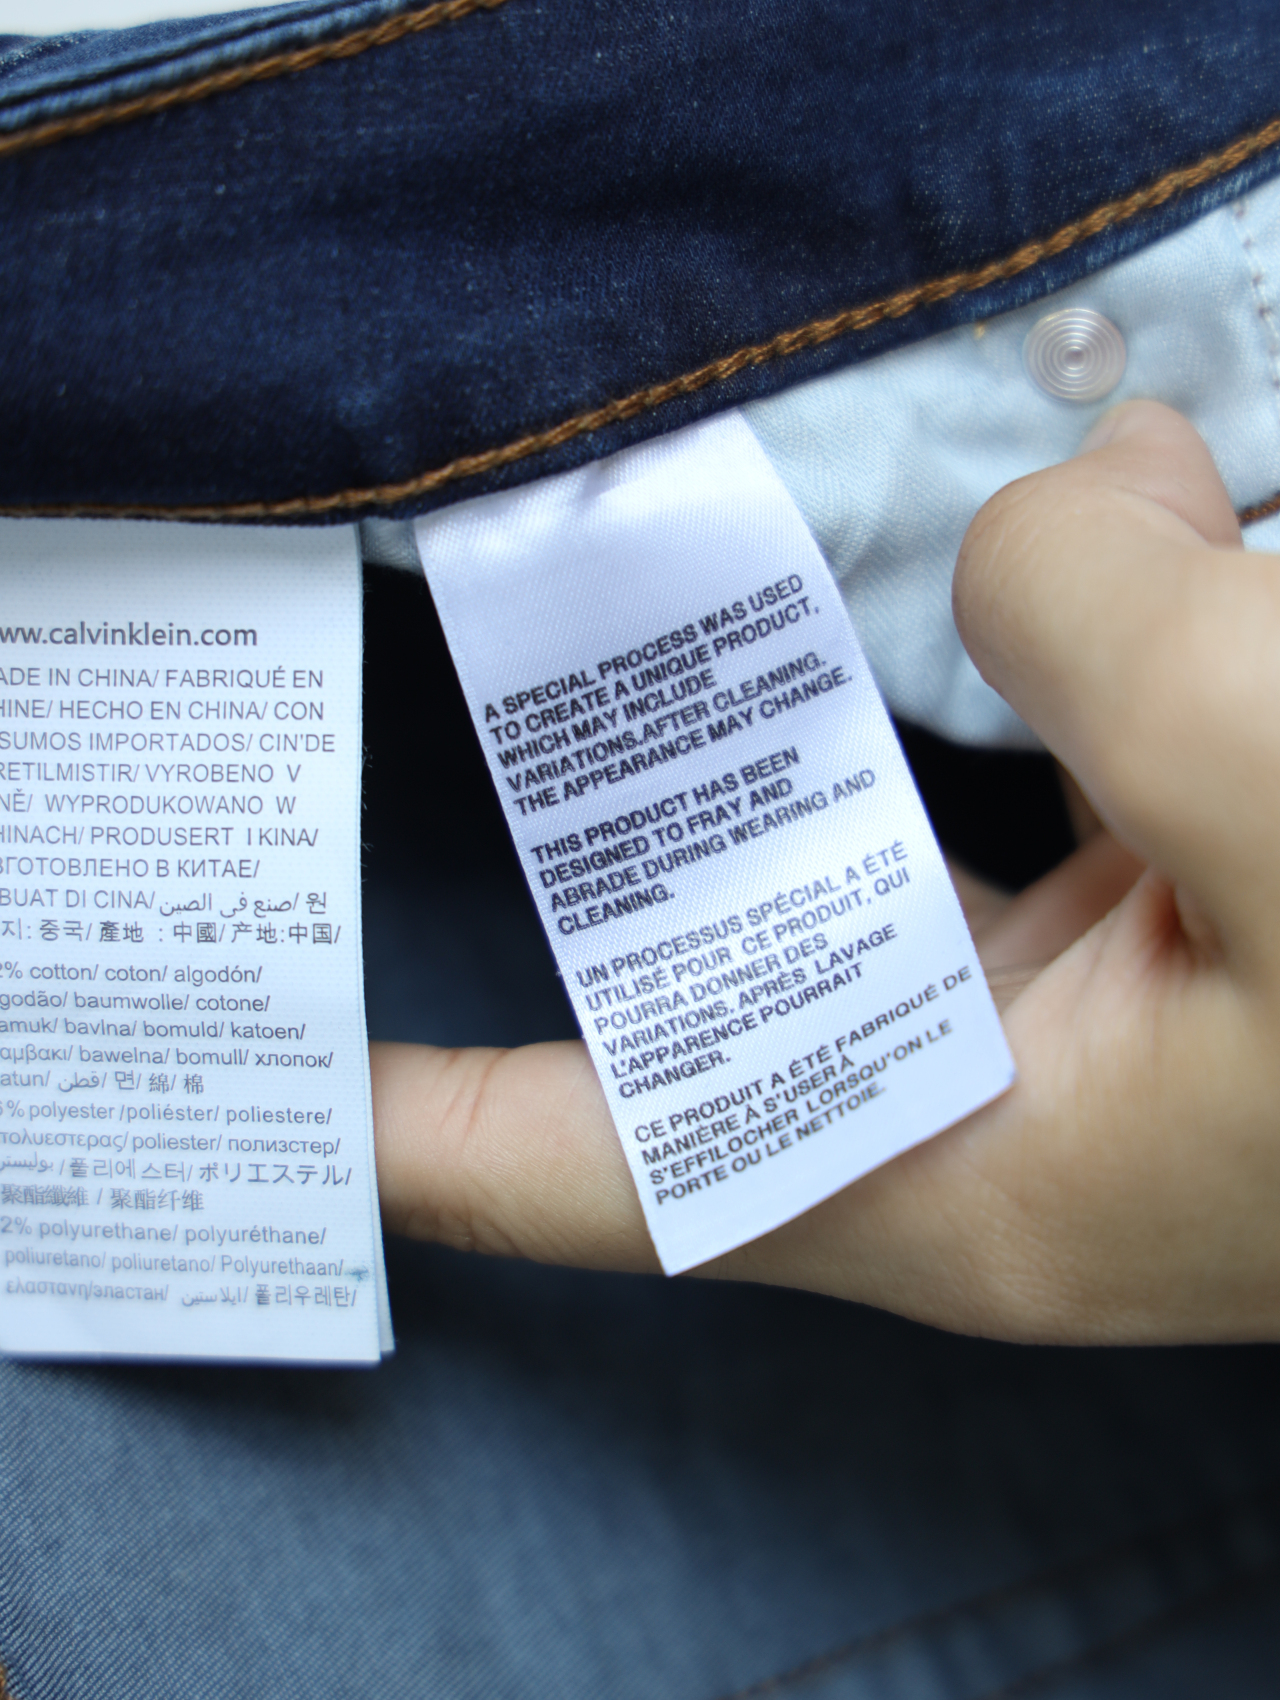 www.calvinklein.com
ADE IN CHINA/ FABRIQUÉ EN
HINE/ HECHO EN CHINA/ CON
SUMOS IMPORTADOS/ CIN'DE
RETILMISTIR/ VYROBENO V
NĚ/ WYPRODUKOWANO W
HINACH/ PRODUSERT I KINA/
ЗГОТОВЛЕНО В КИТАЕ/
BUAT DI CINA/ صنع في الصين/ 원
지: 중국/ 產地 : 中國/ 产地:中国/
2% cotton/ coton/ algodón/
godão/ baumwolle/ cotone/
amuk/ bavlna/ bomuld/ katoen/
αμβακι/ bawelna/ bomull/ хлопок/
atun/ قطن/ 면/ 綿/ 棉
% polyester /poliéster/ poliestere/
πολυεστερας/ poliester/ полизстер/
بوليستر / 폴리에스터/ ポリエステル/
聚酯纖維 / 聚酯纤维
2% polyurethane/ polyuréthane/
poliuretano/ poliuretano/ Polyurethaan/
ελαστανη/эластан/ ايلاستين/ 폴리우레탄/
A SPECIAL PROCESS WAS USED
TO CREATE A UNIQUE PRODUCT,
WHICH MAY INCLUDE
VARIATIONS.AFTER CLEANING.
THE APPEARANCE MAY CHANGE.
THIS PRODUCT HAS BEEN
DESIGNED TO FRAY AND
ABRADE DURING WEARING AND
CLEANING.
UN PROCESSUS SPÉCIAL A ÉTÉ
UTILISÉ POUR CE PRODUIT, QUI
POURRA DONNER DES
VARIATIONS. APRÈS LAVAGE
L'APPARENCE POURRAIT
CHANGER.
CE PRODUIT A ÉTÉ FABRIQUÉ DE
MANIÈRE À S'USER À
S'EFFILOCHER LORSQU'ON LE
PORTE OU LE NETTOIE.